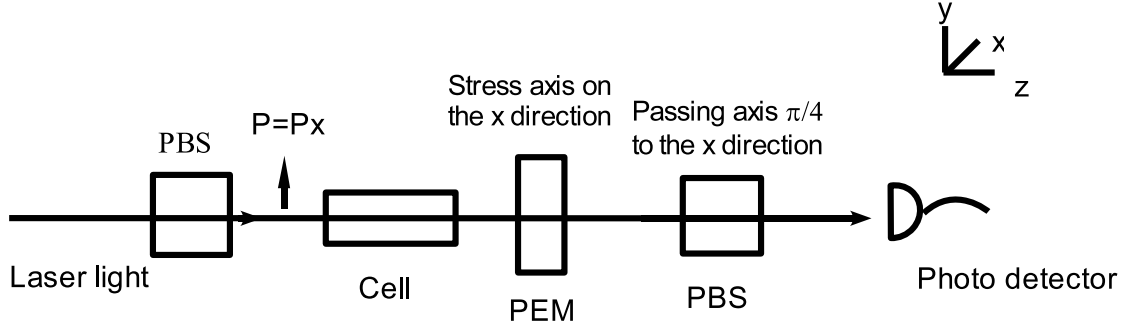 y
x
z
Stress axis on
the x direction
Passing axis π/4
to the x direction
P=Px
PBS
Laser light
Cell
PEM
PBS
Photo detector